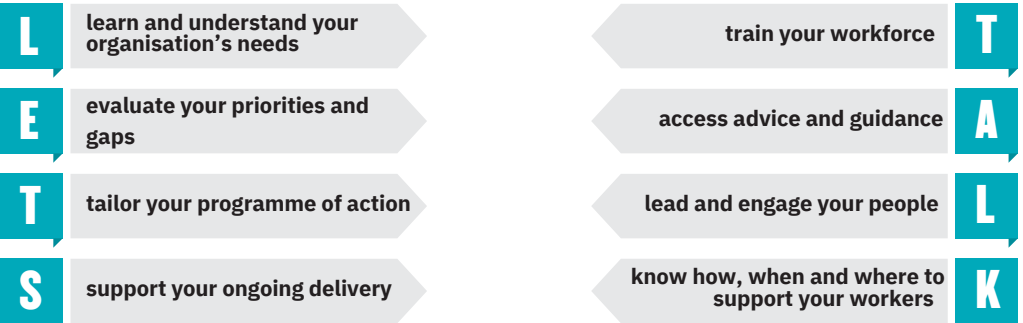 L
learn and understand your
organisation's needs
E
evaluate your priorities and
gaps
T
tailor your programme of action
S
support your ongoing delivery
train your workforce
T
access advice and guidance
A
lead and engage your people
L
know how, when and where to
support your workers
K